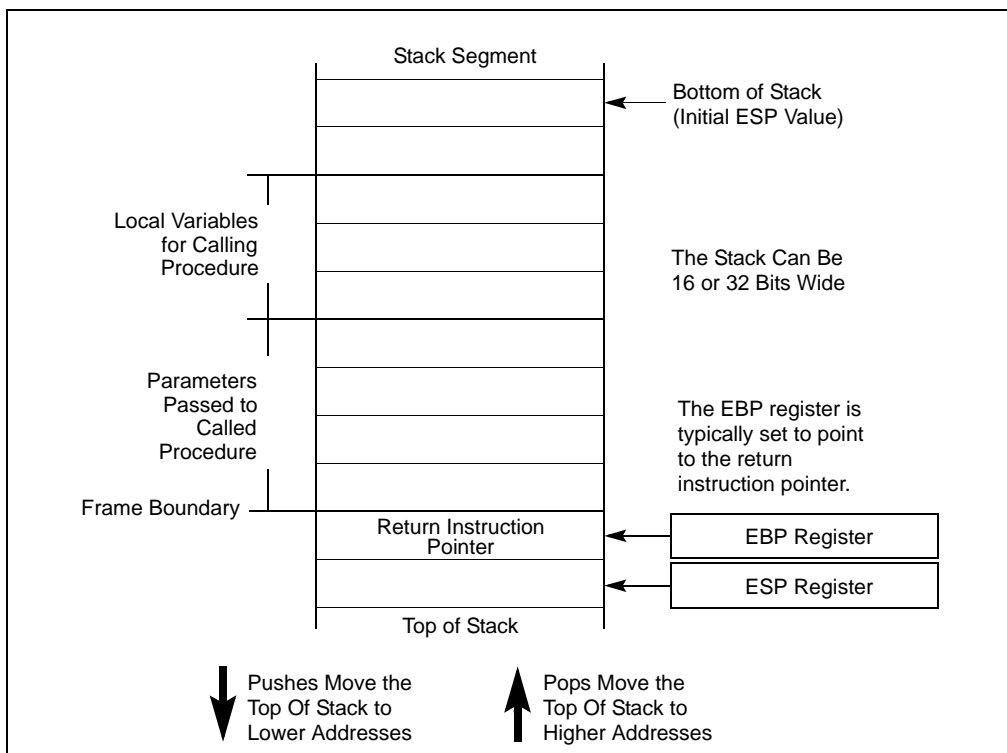 Stack Segment
Bottom of Stack
(Initial ESP Value)
Local Variables
for Calling
Procedure
The Stack Can Be
16 or 32 Bits Wide
Parameters
Passed to
Called
Procedure
The EBP register is
typically set to point
to the return
instruction pointer.
Frame Boundary
Return Instruction
Pointer
EBP Register
ESP Register
Top of Stack
Pushes Move the
Top Of Stack to
Lower Addresses
Pops Move the
Top Of Stack to
Higher Addresses